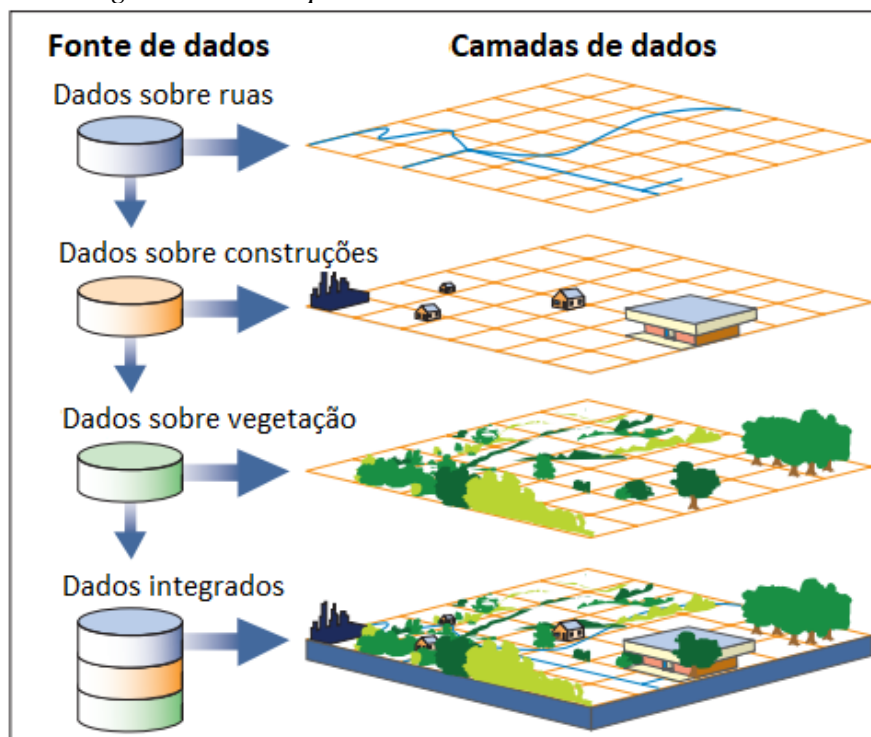 Fonte de dados
Camadas de dados
Dados sobre ruas
Dados sobre construções
Dados sobre vegetação
Dados integrados